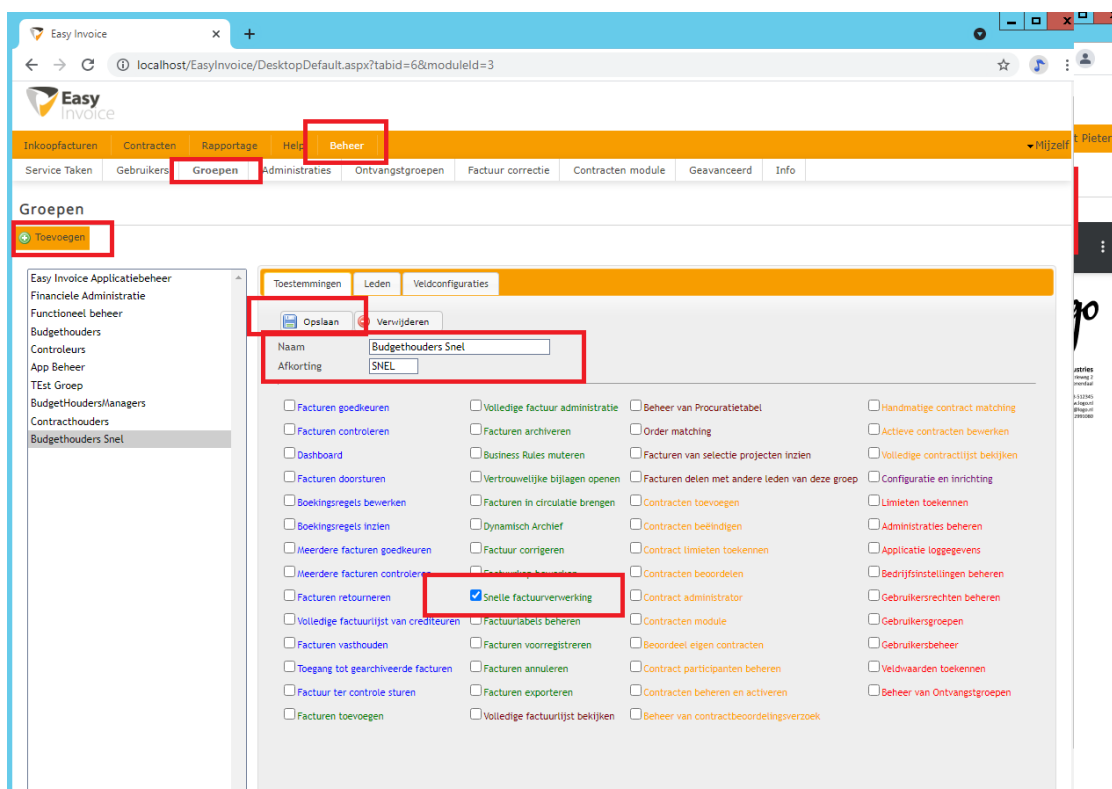 Easy Invoice
localhost/EasyInvoice/DesktopDefault.aspx?tabid=6&moduleId=3
Easy
Invoice
Inkoopfacturen Contracten Rapportage Help Beheer Mijzelf
t Pieter
Service Taken Gebruikers Groepen Administraties Ontvangstgroepen Factuur correctie Contracten module Geavanceerd Info
Groepen
Toevoegen
Easy Invoice Applicatiebeheer
Financiele Administratie
Functioneel beheer
Budgethouders
Controleurs
App Beheer
TEst Groep
BudgetHoudersManagers
Contracthouders
Budgethouders Snel
Toestemmingen Leden Veldconfiguraties
Opslaan Verwijderen
Naam Budgethouders Snel
Afkorting SNEL
Facturen goedkeuren Volledige factuur administratie Beheer van Procuratietabel Handmatige contract matching
Facturen controleren Facturen archiveren Order matching Actieve contracten bewerken
Dashboard Business Rules muteren Facturen van selectie projecten inzien Volledige contractlijst bekijken
Facturen doorsturen Vertrouwelijke bijlagen openen Facturen delen met andere leden van deze groep Configuratie en inrichting
Boekingsregels bewerken Facturen in circulatie brengen Contracten toevoegen Limieten toekennen
Boekingsregels inzien Dynamisch Archief Contracten beëindigen Administraties beheren
Meerdere facturen goedkeuren Factuur corrigeren Contract limieten toekennen Applicatie loggegevens
Meerdere facturen controleren Factuurkop bewerken Contracten beoordelen Bedrijfsinstellingen beheren
Facturen retourneren Snelle factuurverwerking Contract administrator Gebruikersrechten beheren
Volledige factuurlijst van crediteuren Factuurlabels beheren Contracten module Gebruikersgroepen
Facturen vasthouden Facturen voorregistreren Beoordeel eigen contracten Gebruikersbeheer
Toegang tot gearchiveerde facturen Facturen annuleren Contract participanten beheren Veldwaarden toekennen
Factuur ter controle sturen Facturen exporteren Contracten beheren en activeren Beheer van Ontvangstgroepen
Facturen toevoegen Volledige factuurlijst bekijken Beheer van contractbeoordelingsverzoek